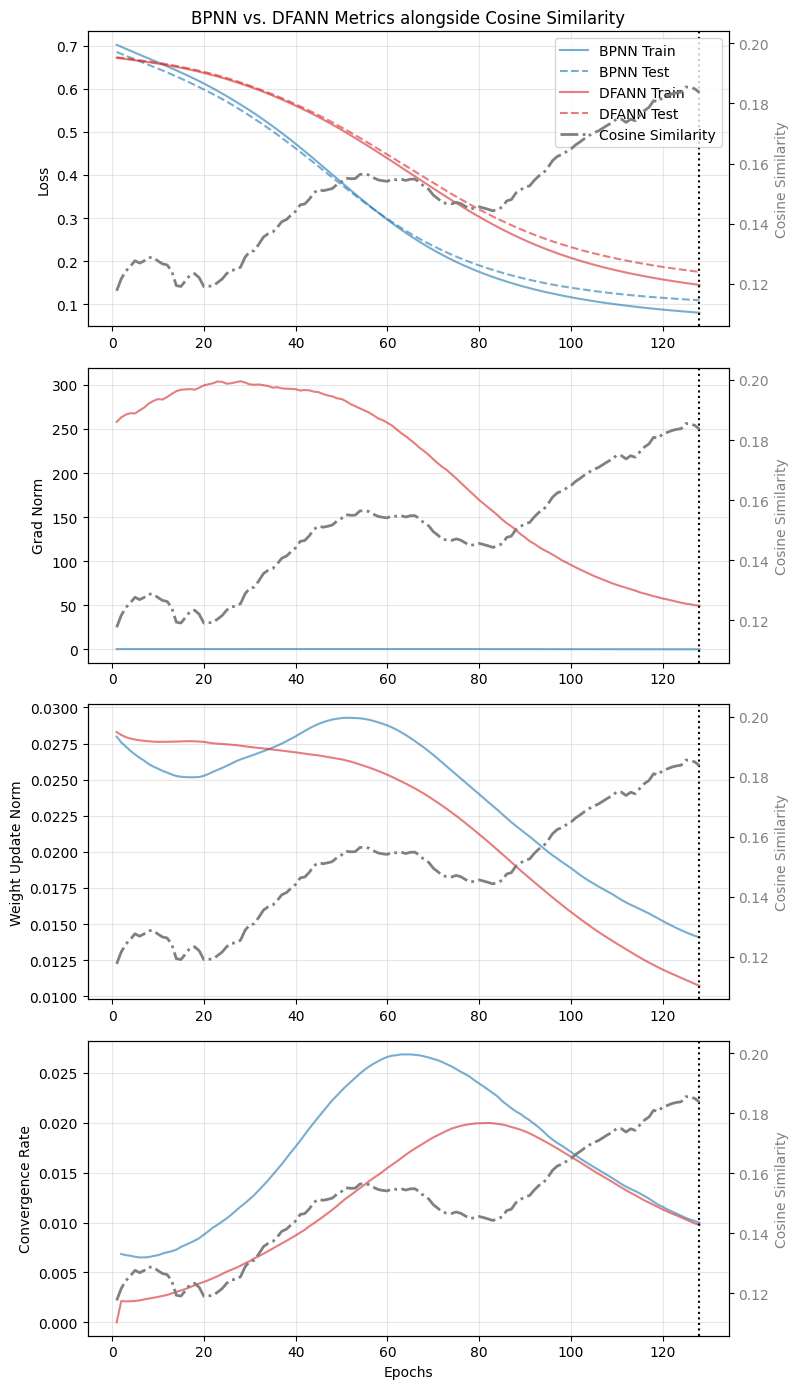 BPNN vs. DFANN Metrics alongside Cosine Similarity
0.7
0.6
0.5
0.4
0.3
0.2
0.1
Loss
0 20 40 60 80 100 120
0.20
0.18
0.16
0.14
0.12
Cosine Similarity
BPNN Train
BPNN Test
DFANN Train
DFANN Test
Cosine Similarity
300
250
200
150
100
50
0
Grad Norm
0 20 40 60 80 100 120
0.20
0.18
0.16
0.14
0.12
Cosine Similarity
0.0300
0.0275
0.0250
0.0225
0.0200
0.0175
0.0150
0.0125
0.0100
Weight Update Norm
0 20 40 60 80 100 120
0.20
0.18
0.16
0.14
0.12
Cosine Similarity
0.025
0.020
0.015
0.010
0.005
0.000
Convergence Rate
0 20 40 60 80 100 120
Epochs
0.20
0.18
0.16
0.14
0.12
Cosine Similarity